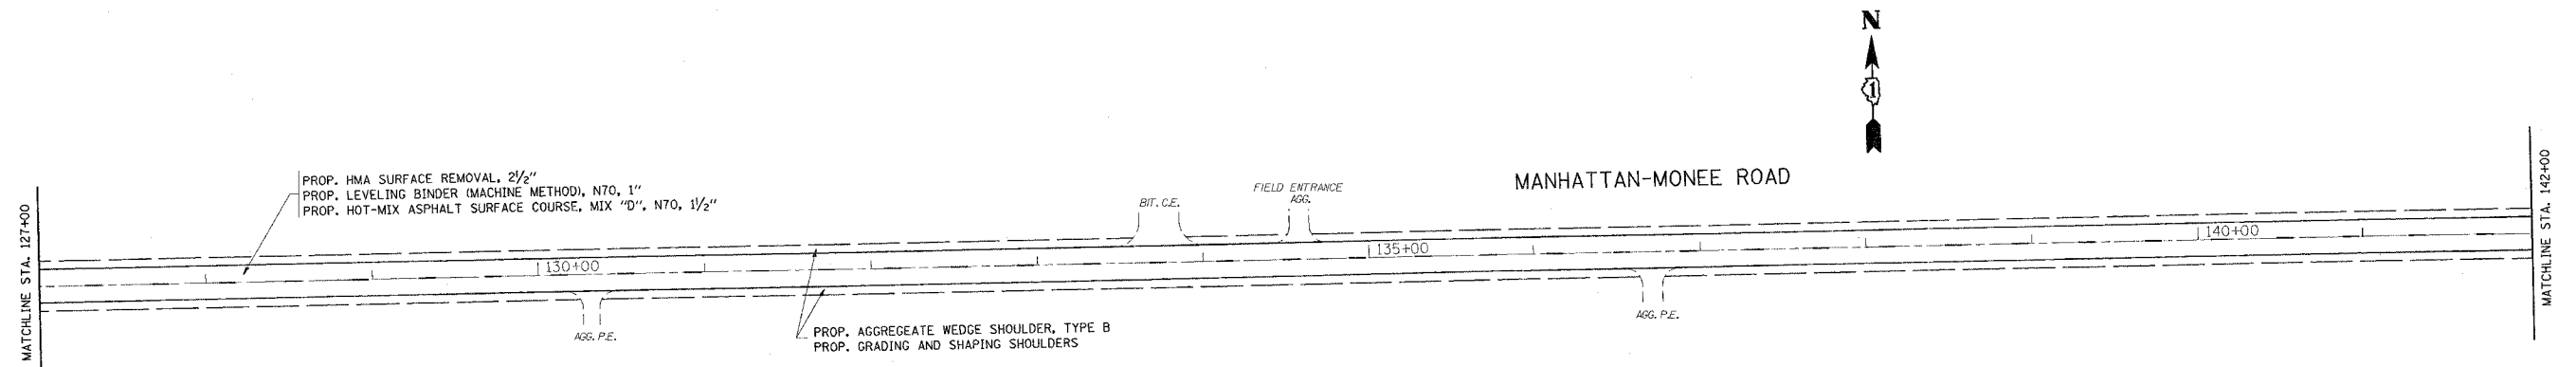 N
1
MANHATTAN-MONEE ROAD
PROP. HMA SURFACE REMOVAL, 2½"
PROP. LEVELING BINDER (MACHINE METHOD), N70, 1"
PROP. HOT-MIX ASPHALT SURFACE COURSE, MIX "D", N70, 1½"
FIELD ENTRANCE
AGG.
BIT. C.E.
MATCHLINE STA. 127+00
130+00
135+00
140+00
MATCHLINE STA. 142+00
AGG. P.E.
PROP. AGGREGEATE WEDGE SHOULDER, TYPE B
PROP. GRADING AND SHAPING SHOULDERS
AGG. P.E.